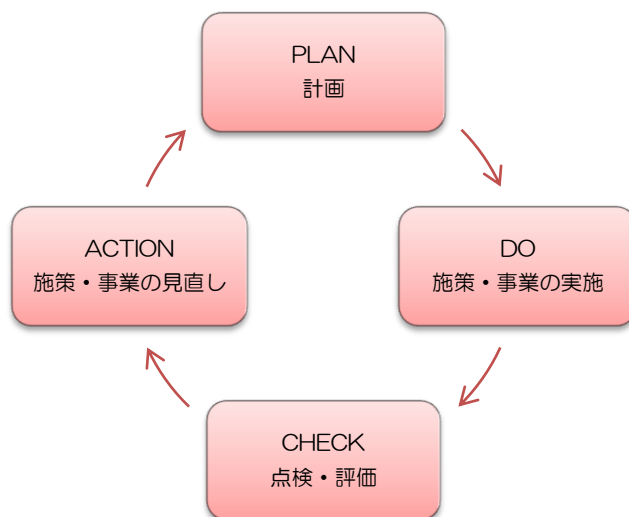 PLAN
計画
DO
施策・事業の実施
CHECK
点検・評価
ACTION
施策・事業の見直し